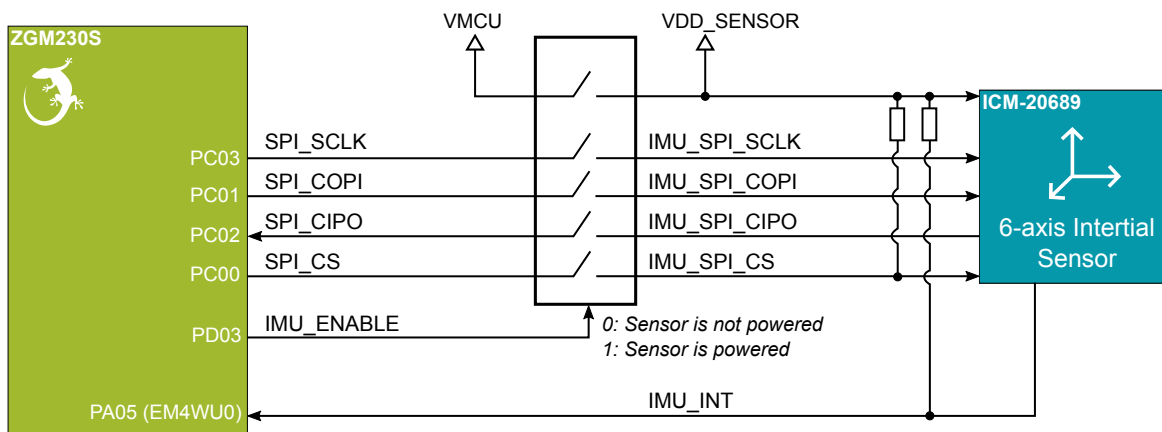 VMCU
VDD_SENSOR
ZGM230S
ICM-20689
SPI_SCLK
IMU_SPI_SCLK
PC03
SPI_COPI
IMU_SPI_COPI
PC01
SPI_CIPO
IMU_SPI_CIPO
PC02
6-axis Intertial
Sensor
SPI_CS
IMU_SPI_CS
PC00
IMU_ENABLE
PD03
0: Sensor is not powered
1: Sensor is powered
IMU_INT
PA05 (EM4WU0)